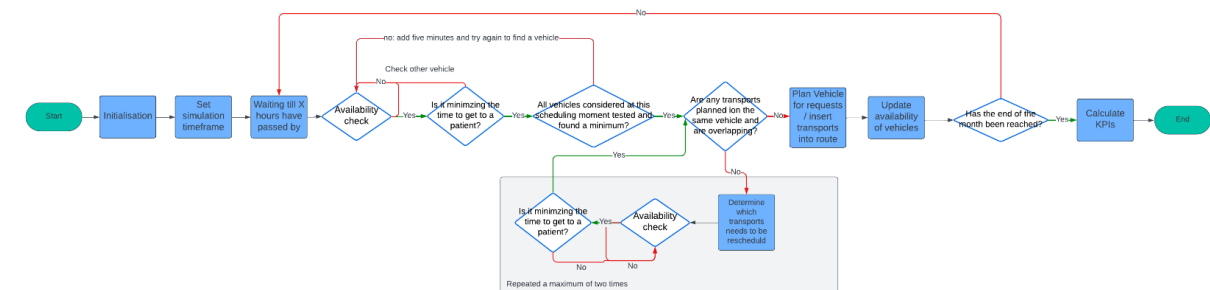 No
no: add five minutes and try again to find a vehicle
Check other vehicle
No
Start
Initialisation
Set
simulation
timeframe
Waiting till X
hours have
passed by
Availability
check
Yes
Is it minimzing the
time to get to a
patient?
Yes
All vehicles considered at this
scheduling moment tested and
found a minimum?
Yes
Are any transports
planned ion the
same vehicle and
are overlapping?
No
Plan Vehicle
for requests
/ insert
transports
into route
Update
availability
of vehicles
Has the end of the
month been reached?
Yes
Calculate
KPIs
End
Yes
No
Is it minimzing the
time to get to a
patient?
Yes
Availability
check
Determine
which
transports
needs to be
rescheduld
No
No
Repeated a maximum of two times